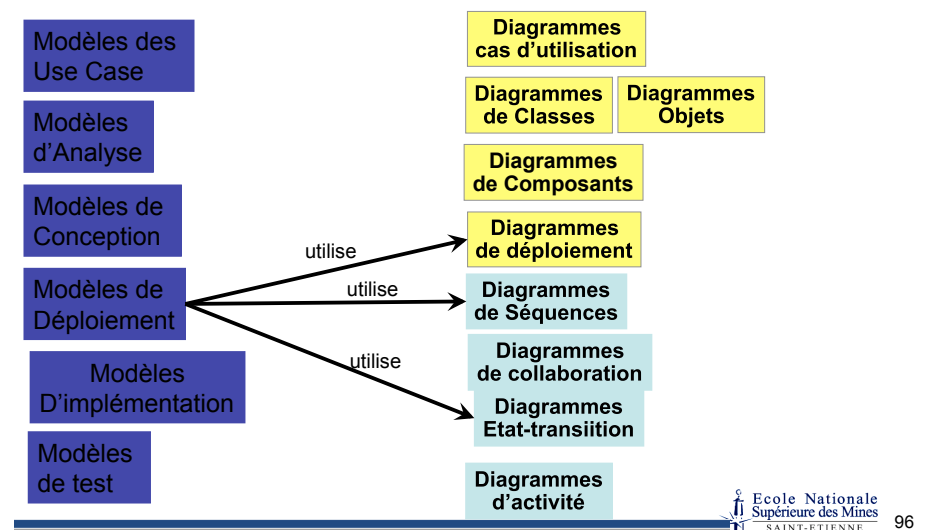 Modèles des
Use Case
Modèles
d'Analyse
Modèles de
Conception
Modèles de
Déploiement
Modèles
D'implémentation
Modèles
de test
utilise
utilise
utilise
Diagrammes
cas d'utilisation
Diagrammes
de Classes
Diagrammes
Objets
Diagrammes
de Composants
Diagrammes
de déploiement
Diagrammes
de Séquences
Diagrammes
de collaboration
Diagrammes
Etat-transiition
Diagrammes
d'activité
Ecole Nationale
Supérieure des Mines
SAINT-ETIENNE
96